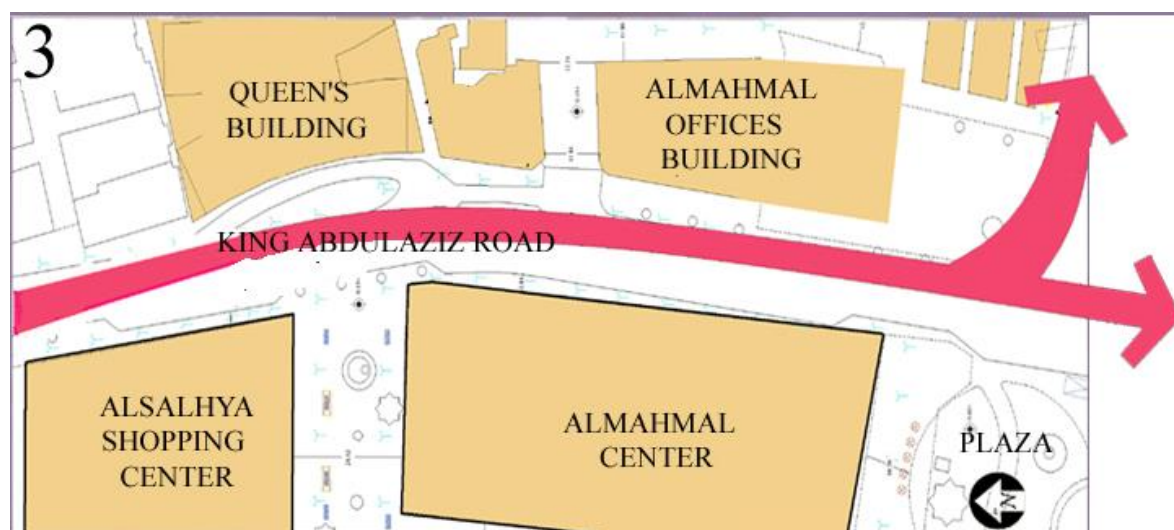 3
QUEEN'S
BUILDING
ALMAHMAL
OFFICES
BUILDING
KING ABDULAZIZ ROAD
ALSALHYA
SHOPPING
CENTER
ALMAHMAL
CENTER
PLAZA
N